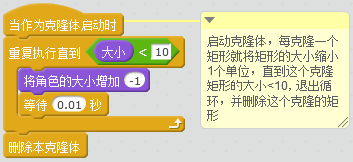 当作为克隆体启动时
重复执行直到 大小 < 10
将角色的大小增加 -1
等待 0.01 秒
删除本克隆体
启动克隆体，每克隆一个
矩形就将矩形的大小缩小
1个单位，直到这个克隆
矩形的大小<10, 退出循
环，并删除这个克隆的矩
形